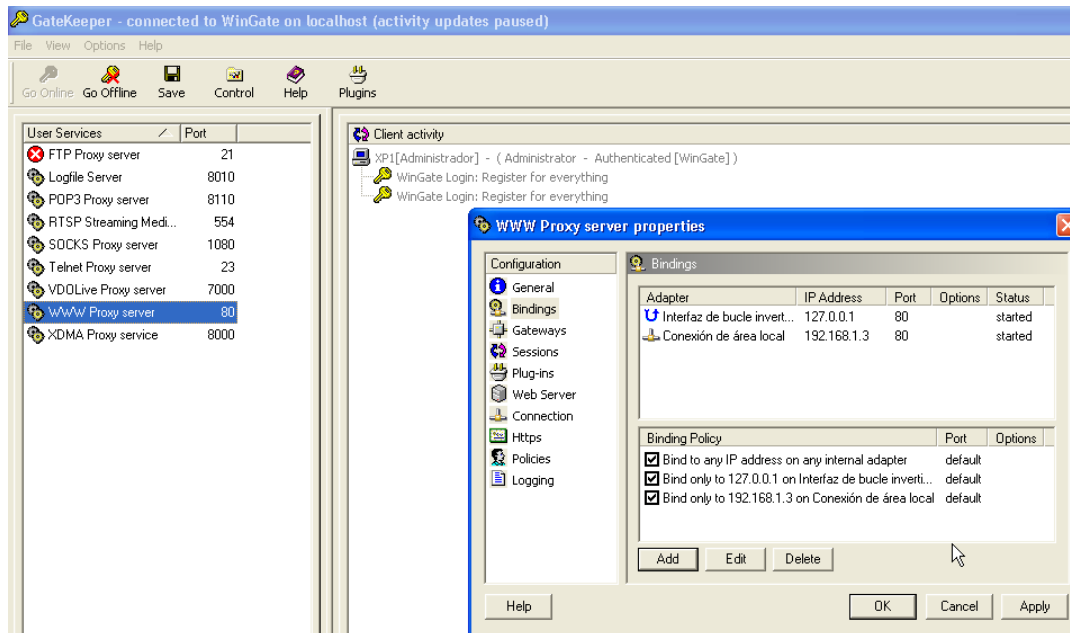 GateKeeper - connected to WinGate on localhost (activity updates paused)
File View Options Help
Go Online Go Offline Save Control Help Plugins
User Services Port
FTP Proxy server 21
Logfile Server 8010
POP3 Proxy server 8110
RTSP Streaming Medi... 554
SOCKS Proxy server 1080
Telnet Proxy server 23
VDOLive Proxy server 7000
WWW Proxy server 80
XDMA Proxy service 8000
Client activity
XP1[Administrador] - ( Administrator - Authenticated [WinGate] )
WinGate Login: Register for everything
WinGate Login: Register for everything
WWW Proxy server properties
Configuration
General
Bindings
Gateways
Sessions
Plug-ins
Web Server
Connection
Https
Policies
Logging
Bindings
Adapter IP Address Port Options Status
Interfaz de bucle invert... 127.0.0.1 80 started
Conexión de área local 192.168.1.3 80 started
Binding Policy Port Options
Bind to any IP address on any internal adapter default
Bind only to 127.0.0.1 on Interfaz de bucle inverti... default
Bind only to 192.168.1.3 on Conexión de área local default
Add Edit Delete
Help OK Cancel Apply